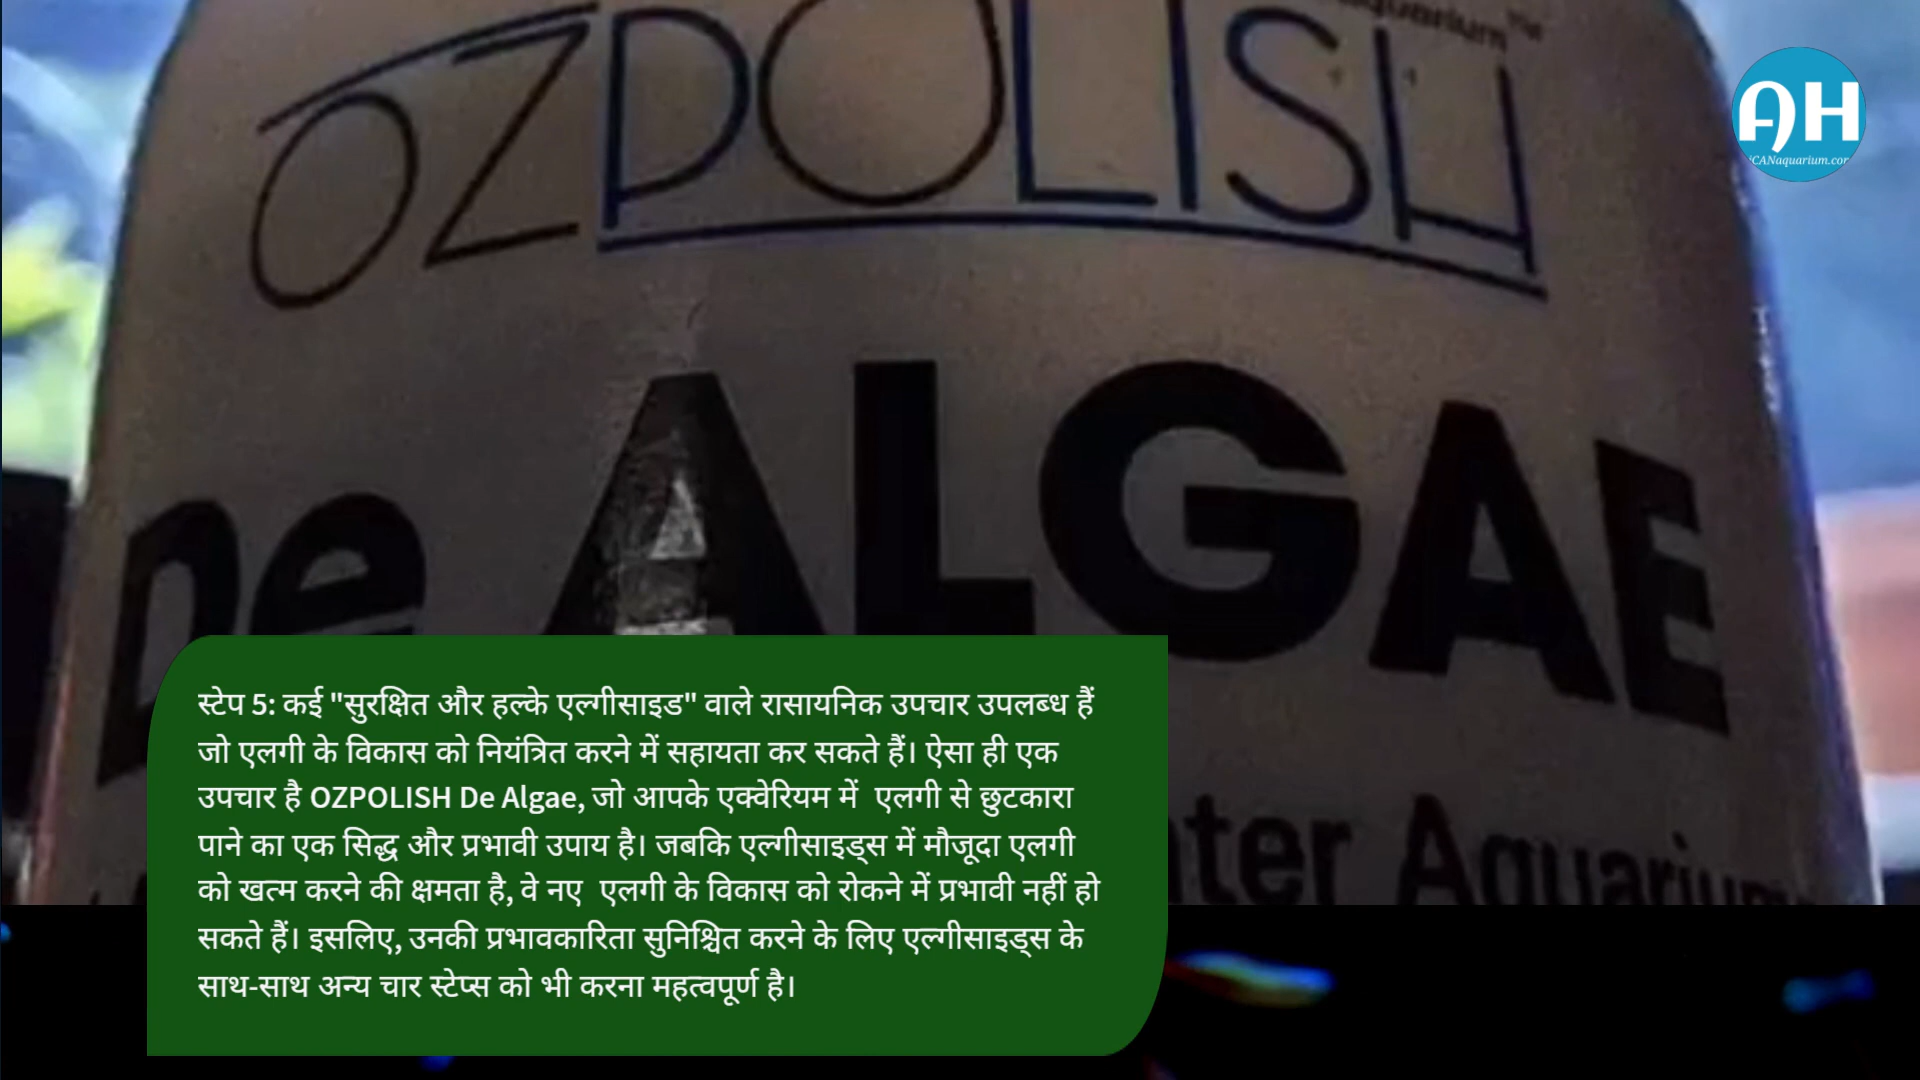 aquarium™
OZPOLISH
AH
CANaquarium.com
De ALGAE
Aquarium
स्टेप 5: कई "सुरक्षित और हल्के एल्गीसाइड" वाले रासायनिक उपचार उपलब्ध हैं
जो एलगी के विकास को नियंत्रित करने में सहायता कर सकते हैं। ऐसा ही एक
उपचार है OZPOLISH De Algae, जो आपके एक्वेरियम में एलगी से छुटकारा
पाने का एक सिद्ध और प्रभावी उपाय है। जबकि एल्गीसाइड्स में मौजूदा एलगी
को खत्म करने की क्षमता है, वे नए एलगी के विकास को रोकने में प्रभावी नहीं हो
सकते हैं। इसलिए, उनकी प्रभावकारिता सुनिश्चित करने के लिए एल्गीसाइड्स के
साथ-साथ अन्य चार स्टेप्स को भी करना महत्वपूर्ण है।